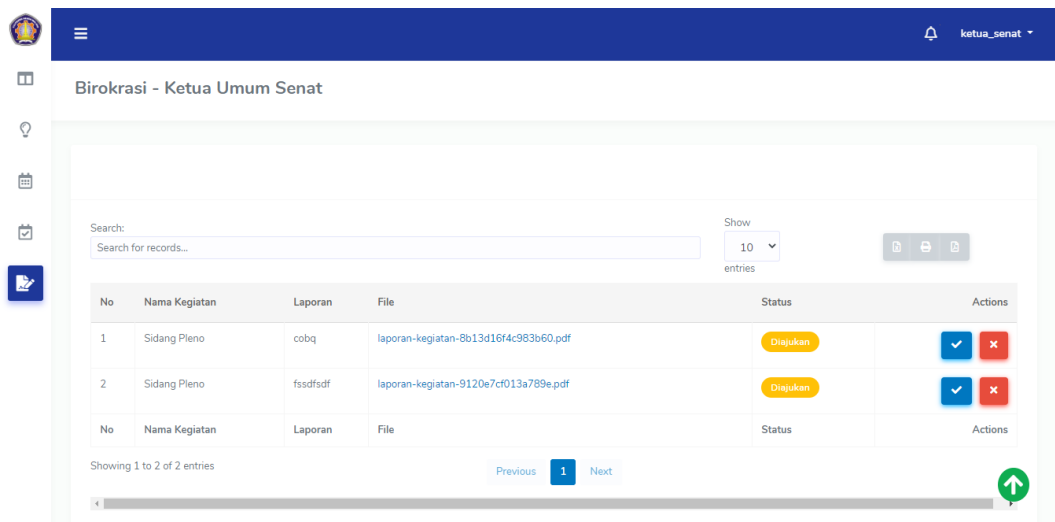 ketua_senat
Birokrasi - Ketua Umum Senat
Search:
Search for records...
Show
10
entries
No Nama Kegiatan Laporan File Status Actions
1 Sidang Pleno cobq laporan-kegiatan-8b13d16f4c983b60.pdf Diajukan
2 Sidang Pleno fssdfsdf laporan-kegiatan-9120e7cf013a789e.pdf Diajukan
No Nama Kegiatan Laporan File Status Actions
Showing 1 to 2 of 2 entries
Previous 1 Next